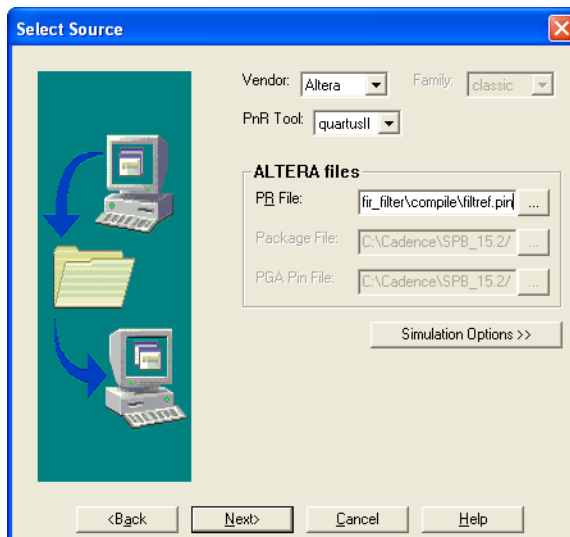 Select Source
Vendor: Altera Family: classic
PnR Tool: quartusII
ALTERA files
PR File: fir_filter\compile\filtref.pin ...
Package File: C:\Cadence\SPB_15.2/ ...
PGA Pin File: C:\Cadence\SPB_15.2/ ...
Simulation Options >>
<Back Next> Cancel Help